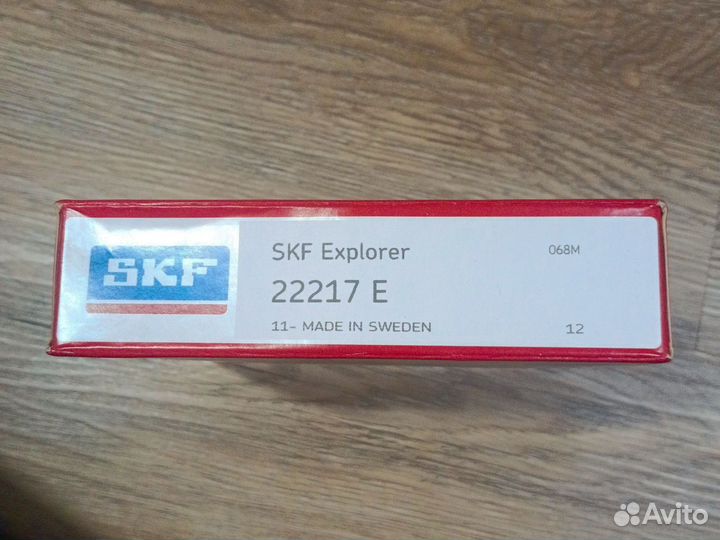 SKF
SKF Explorer
068M
22217 E
11- MADE IN SWEDEN
12
Avito